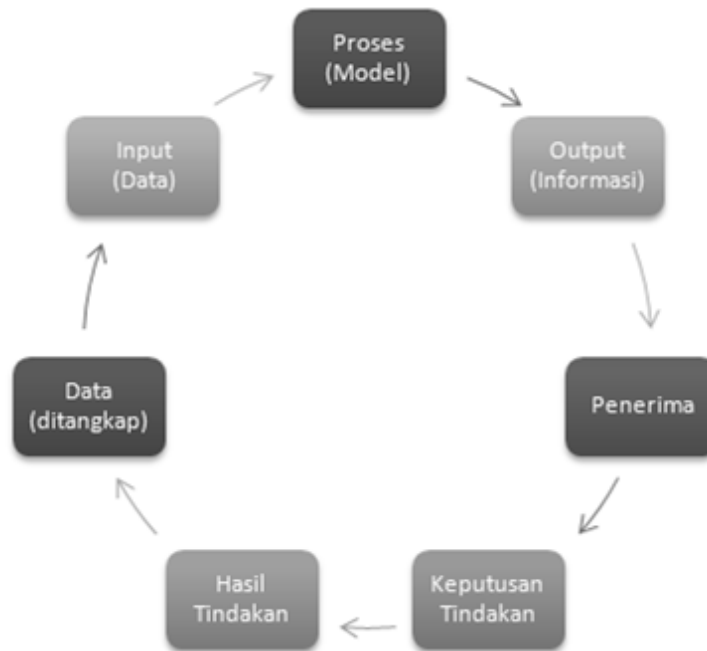 Proses
(Model)
Output
(Informasi)
Penerima
Keputusan
Tindakan
Hasil
Tindakan
Data
(ditangkap)
Input
(Data)